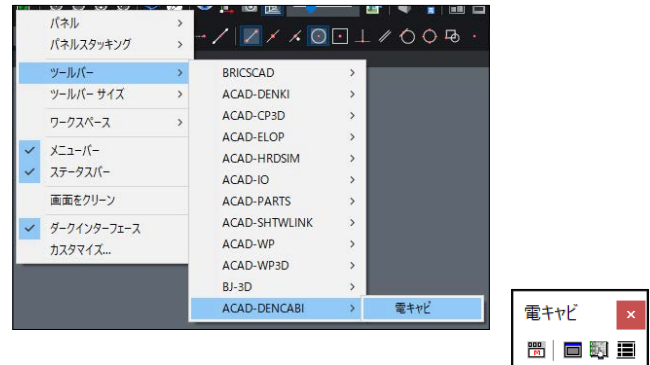 パネル
パネルスタッキング
ツールバー
ツールバー サイズ
ワークスペース
メニューバー
ステータスバー
画面をクリーン
ダークインターフェース
カスタマイズ...
BRICSCAD
ACAD-DENKI
ACAD-CP3D
ACAD-ELOP
ACAD-HRDSIM
ACAD-IO
ACAD-PARTS
ACAD-SHTWLINK
ACAD-WP
ACAD-WP3D
BJ-3D
ACAD-DENCABI
電キャビ
電キャビ